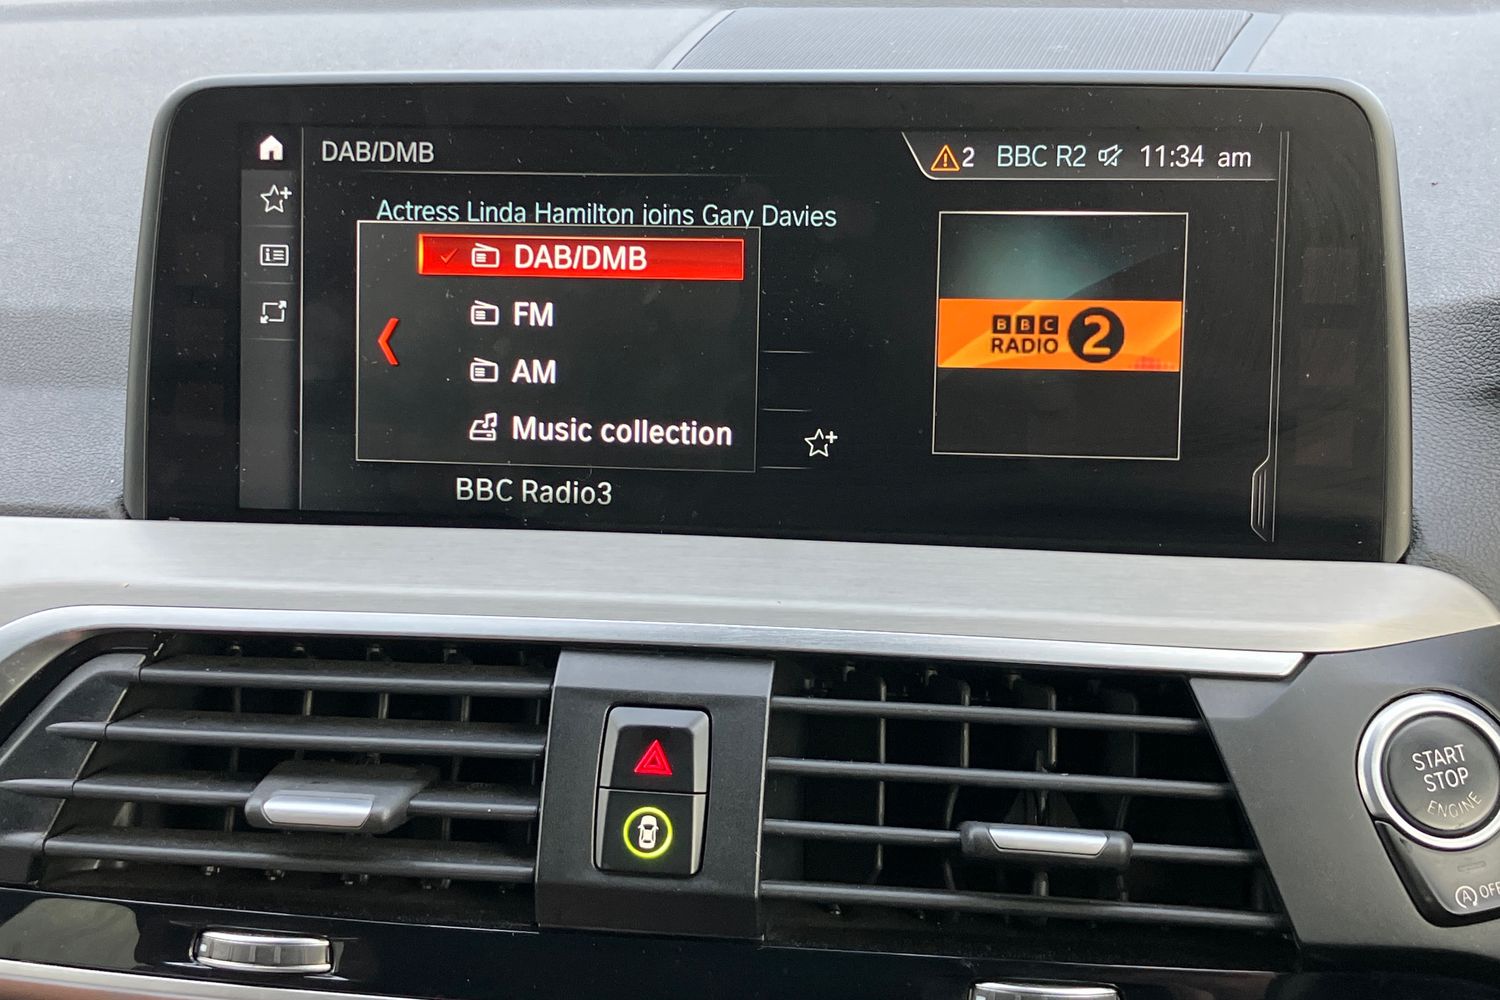 DAB/DMB
2 BBC R2 11:34 am
Actress Linda Hamilton joins Gary Davies
DAB/DMB
FM
AM
Music collection
BBC Radio3
BBC
RADIO 2
START
STOP
ENGINE
A OFF